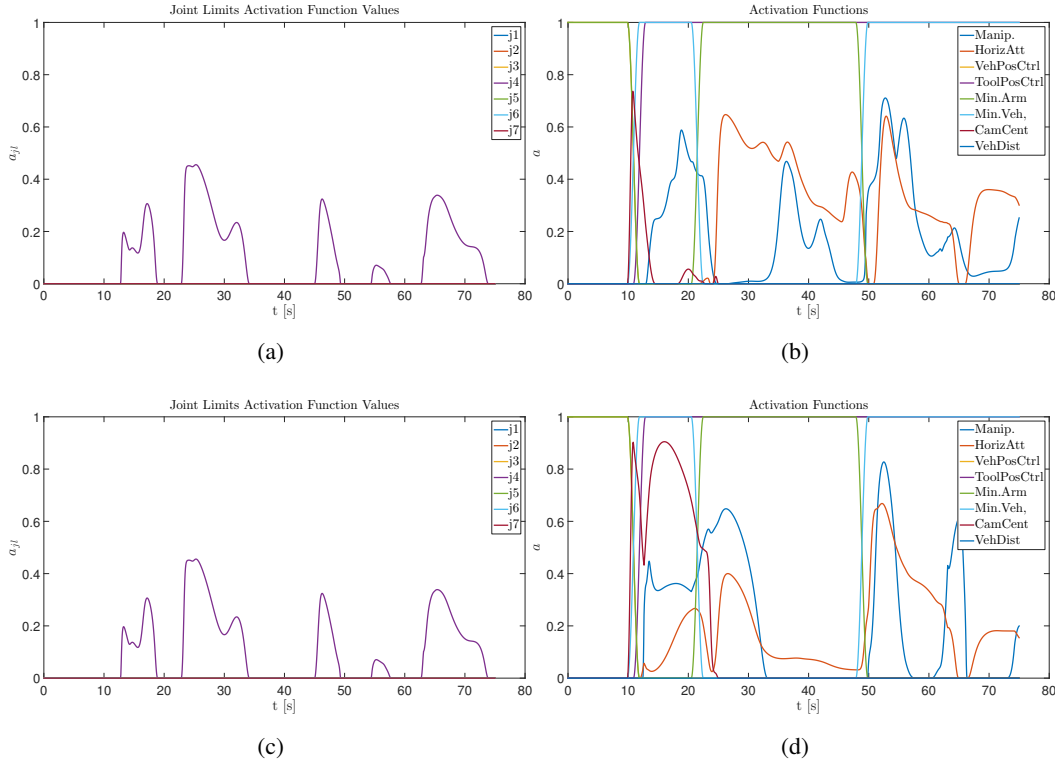 Joint Limits Activation Function Values
1
0.8
0.6
0.4
0.2
0
a_jl
0 10 20 30 40 50 60 70 80
t [s]
j1
j2
j3
j4
j5
j6
j7
(a)
Activation Functions
1
0.8
0.6
0.4
0.2
0
a
0 10 20 30 40 50 60 70 80
t [s]
Manip.
HorizAtt
VehPosCtrl
ToolPosCtrl
Min.Arm
Min.Veh,
CamCent
VehDist
(b)
Joint Limits Activation Function Values
1
0.8
0.6
0.4
0.2
0
a_jl
0 10 20 30 40 50 60 70 80
t [s]
j1
j2
j3
j4
j5
j6
j7
(c)
Activation Functions
1
0.8
0.6
0.4
0.2
0
a
0 10 20 30 40 50 60 70 80
t [s]
Manip.
HorizAtt
VehPosCtrl
ToolPosCtrl
Min.Arm
Min.Veh,
CamCent
VehDist
(d)